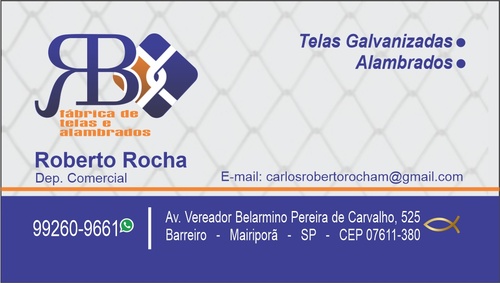 RB
fábrica de
telas e
alambrados
Telas Galvanizadas
Alambrados
Roberto Rocha
Dep. Comercial
E-mail: carlosrobertorocham@gmail.com
99260-9661
Av. Vereador Belarmino Pereira de Carvalho, 525
Barreiro - Mairiporã - SP - CEP 07611-380